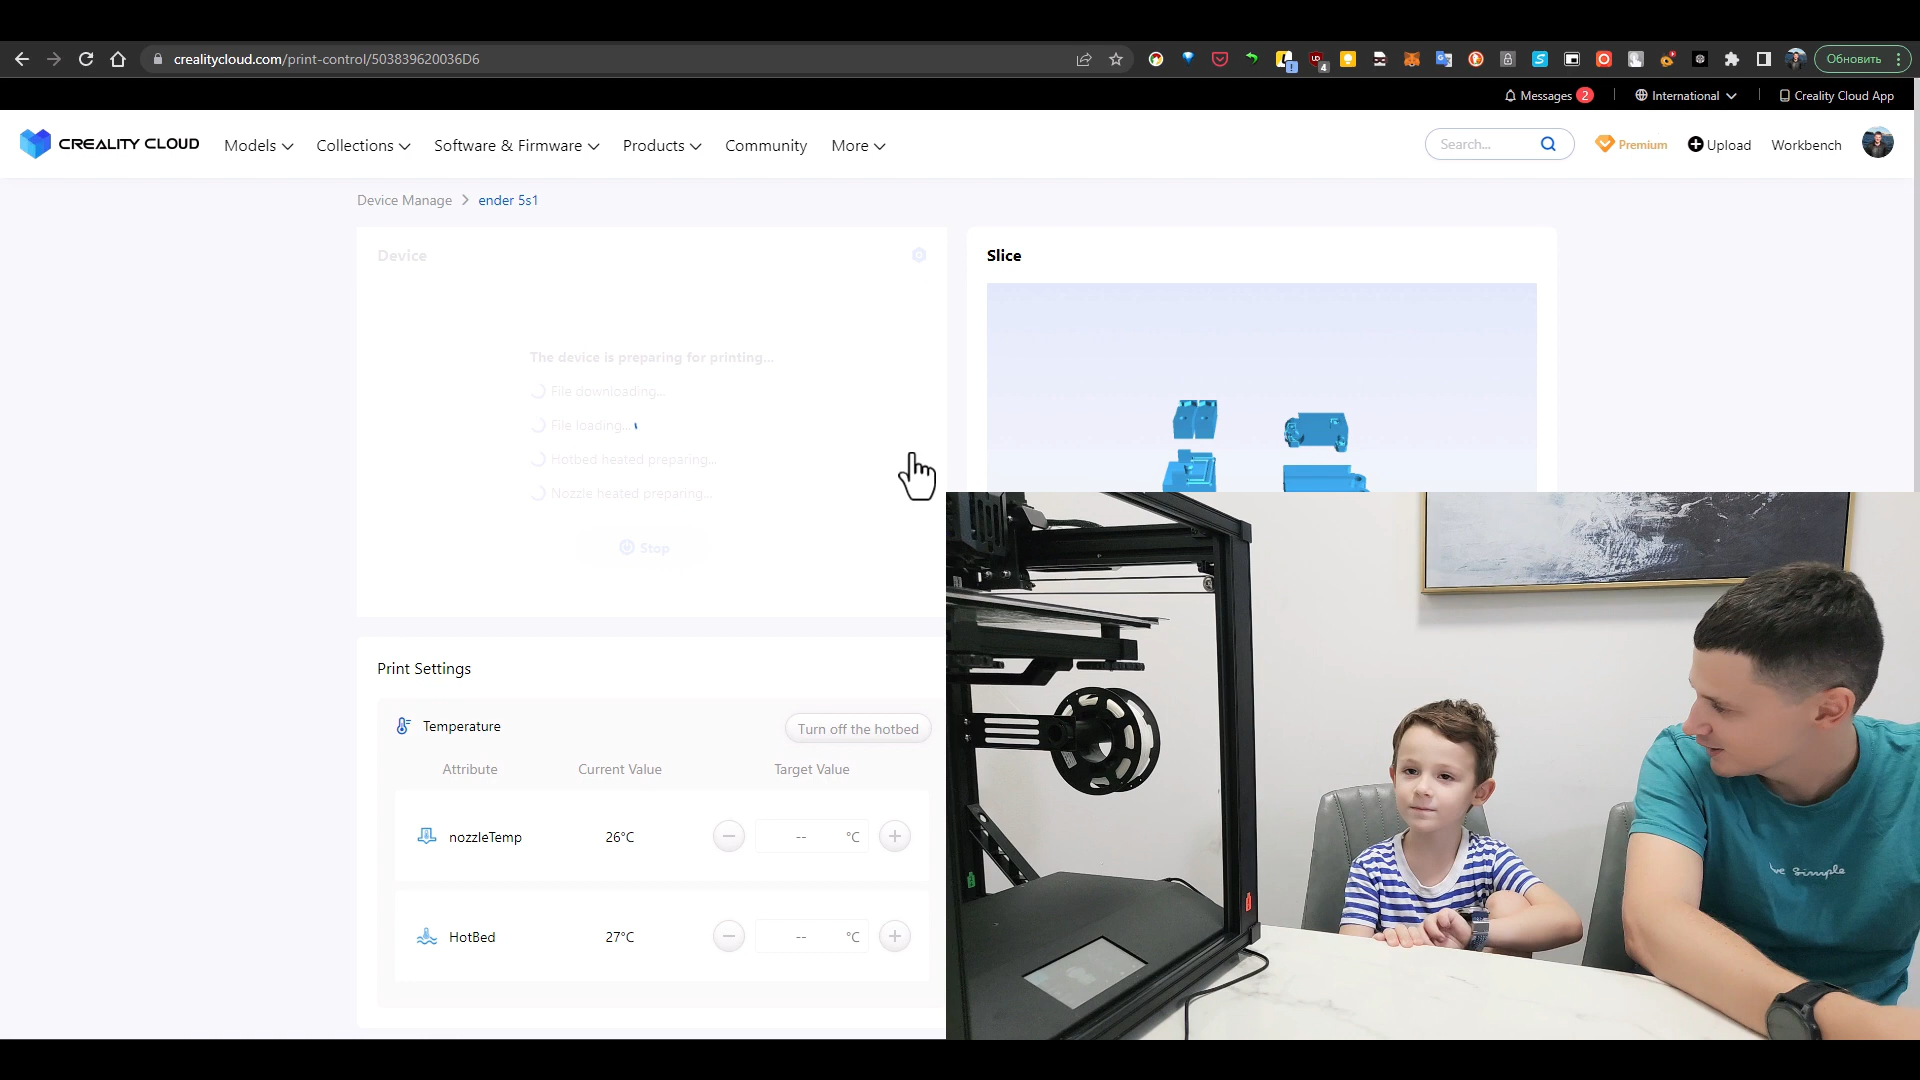 crealitycloud.com/print-control/503839620036D6
Обновить
Messages 2
International
Creality Cloud App
CREALITY CLOUD
Models
Collections
Software & Firmware
Products
Community
More
Search...
Premium
Upload
Workbench
Device Manage > ender 5s1
Device
The device is preparing for printing...
File downloading...
File loading...
Hotbed heated preparing...
Nozzle heated preparing...
Stop
Slice
Print Settings
Temperature
Turn off the hotbed
Attribute
Current Value
Target Value
nozzleTemp
26°C
-- °C
HotBed
27°C
-- °C
simple